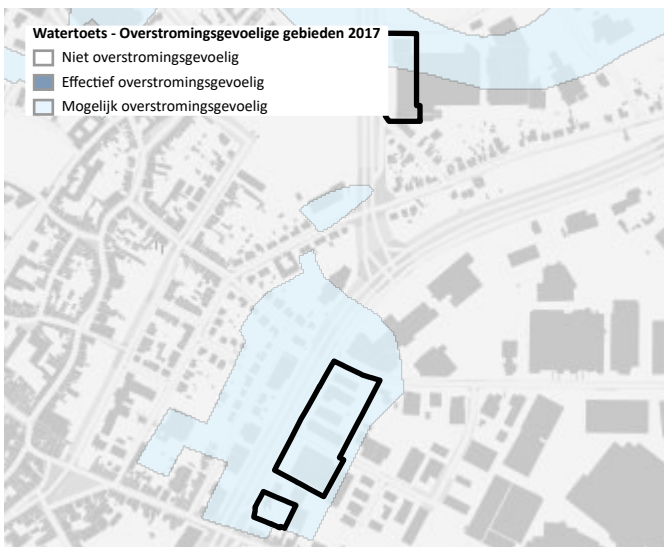 Watertoets - Overstromingsgevoelige gebieden 2017
Niet overstromingsgevoelig
Effectief overstromingsgevoelig
Mogelijk overstromingsgevoelig